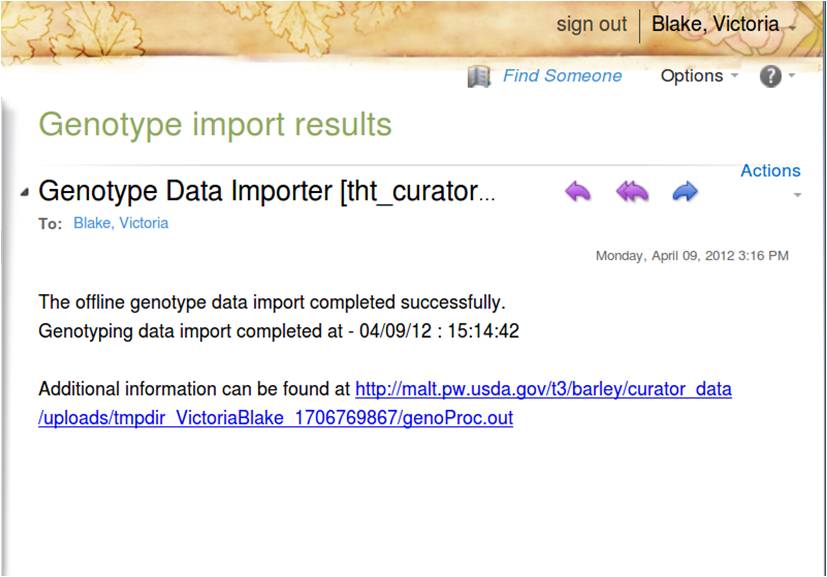 sign out | Blake, Victoria
Find Someone Options ?
Genotype import results
Actions
Genotype Data Importer [tht_curator...
To: Blake, Victoria
Monday, April 09, 2012 3:16 PM
The offline genotype data import completed successfully.
Genotyping data import completed at - 04/09/12 : 15:14:42
Additional information can be found at http://malt.pw.usda.gov/t3/barley/curator_data
/uploads/tmpdir_VictoriaBlake_1706769867/genoProc.out